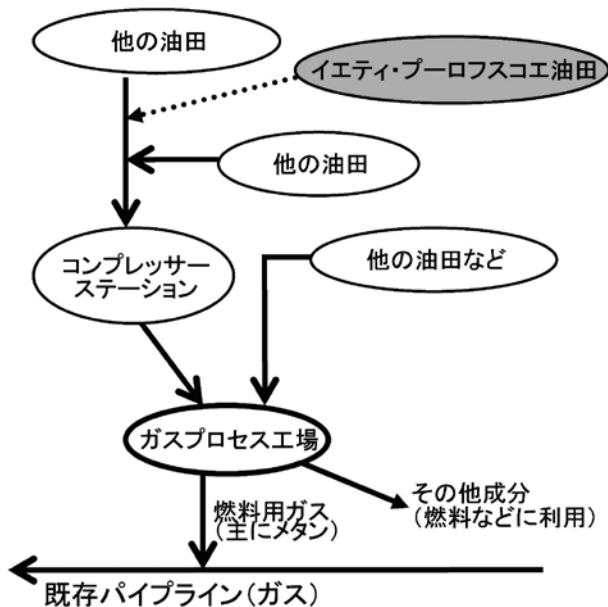 他の油田
イエティ・プーロフスコエ油田
他の油田
コンプレッサー
ステーション
他の油田など
ガスプロセス工場
燃料用ガス
（主にメタン）
その他成分
（燃料などに利用）
既存パイプライン（ガス）